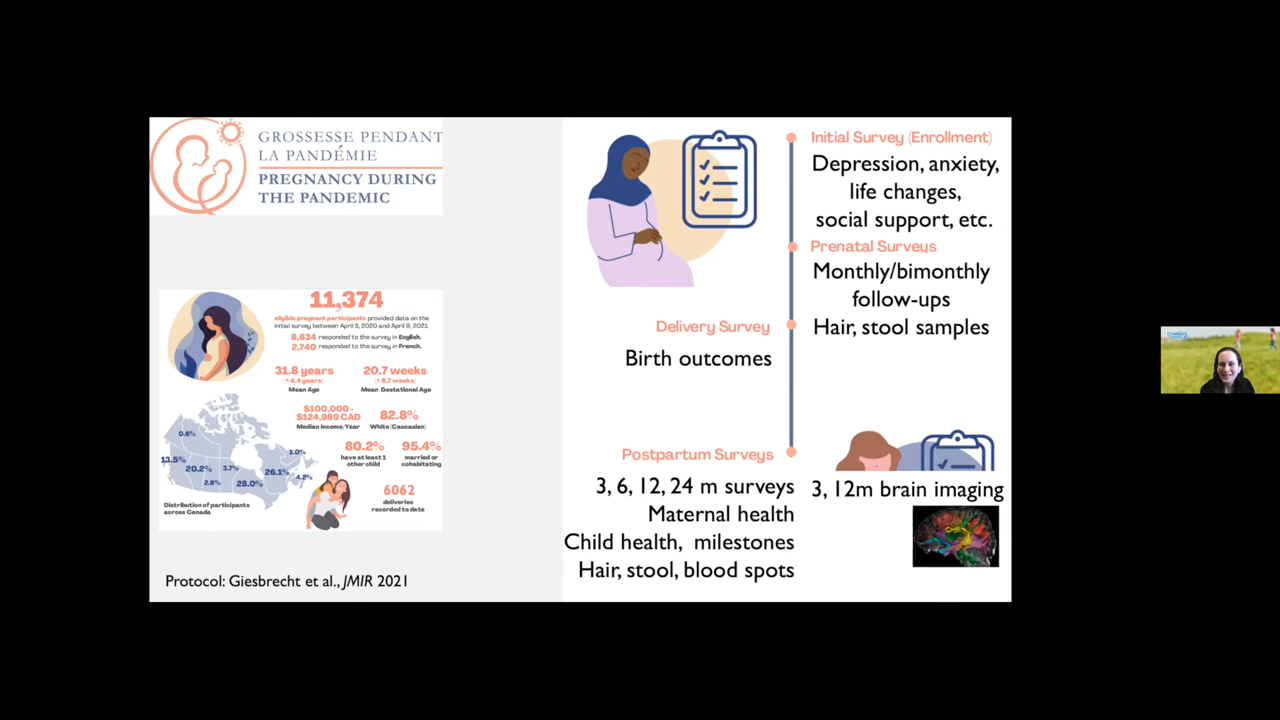 GROSSESSE PENDANT
LA PANDÉMIE
PREGNANCY DURING
THE PANDEMIC
11,374
eligible pregnant participants provided data on the
initial survey between April 5, 2020 and April 9, 2021.
8,634 responded to the survey in English.
2,740 responded to the survey in French.
31.8 years
(± 4.4 years)
Mean Age
20.7 weeks
(± 8.7 weeks)
Mean Gestational Age
$100,000 -
$124,999 CAD
Median Income/Year
82.8%
White (Caucasian)
80.2%
have at least 1
other child
95.4%
married or
cohabitating
6062
deliveries
recorded to date
0.6%
13.5%
20.2%
3.7%
2.8%
28.0%
26.1%
1.0%
4.2%
Distribution of participants
across Canada
Protocol: Giesbrecht et al., JMIR 2021
Initial Survey (Enrollment)
Depression, anxiety,
life changes,
social support, etc.
Prenatal Surveys
Monthly/bimonthly
follow-ups
Hair, stool samples
Delivery Survey
Birth outcomes
Postpartum Surveys
3, 6, 12, 24 m surveys
Maternal health
Child health, milestones
Hair, stool, blood spots
3, 12m brain imaging